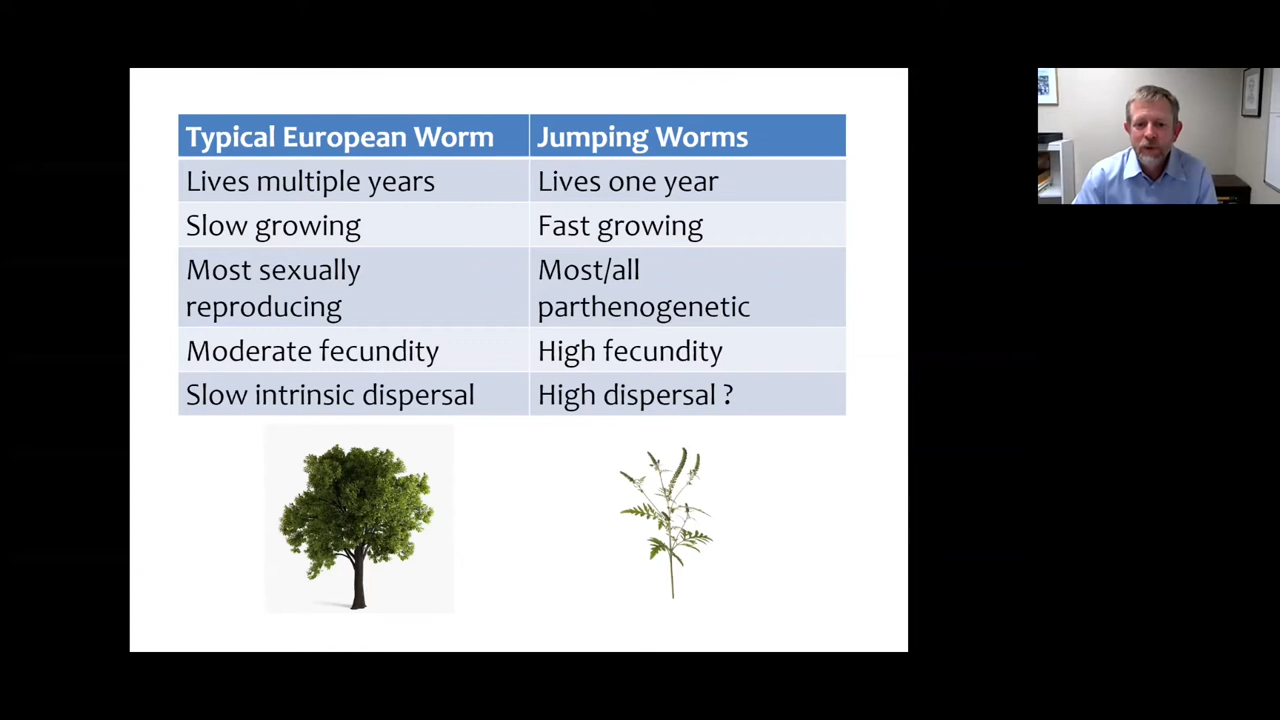 Typical European Worm
Jumping Worms
Lives multiple years
Lives one year
Slow growing
Fast growing
Most sexually
reproducing
Most/all
parthenogenetic
Moderate fecundity
High fecundity
Slow intrinsic dispersal
High dispersal ?